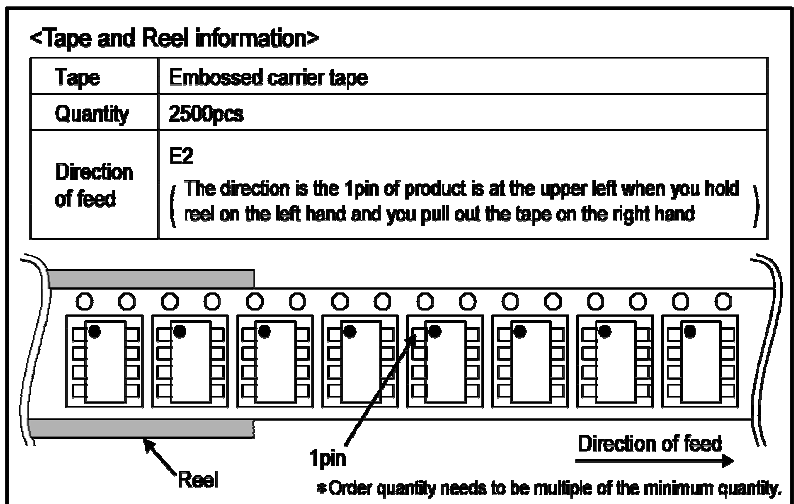 <Tape and Reel information>
Tape Embossed carrier tape
Quantity 2500pcs
Direction of feed E2
( The direction is the 1pin of product is at the upper left when you hold
reel on the left hand and you pull out the tape on the right hand )
1pin
Direction of feed
Reel
*Order quantity needs to be multiple of the minimum quantity.